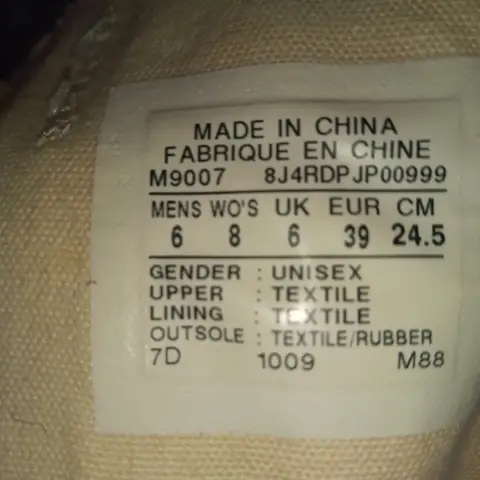 MADE IN CHINA
FABRIQUE EN CHINE
M9007 8J4RDPJP00999
MENS WO'S UK EUR CM
6 8 6 39 24.5
GENDER : UNISEX
UPPER : TEXTILE
LINING : TEXTILE
OUTSOLE : TEXTILE/RUBBER
7D 1009 M88